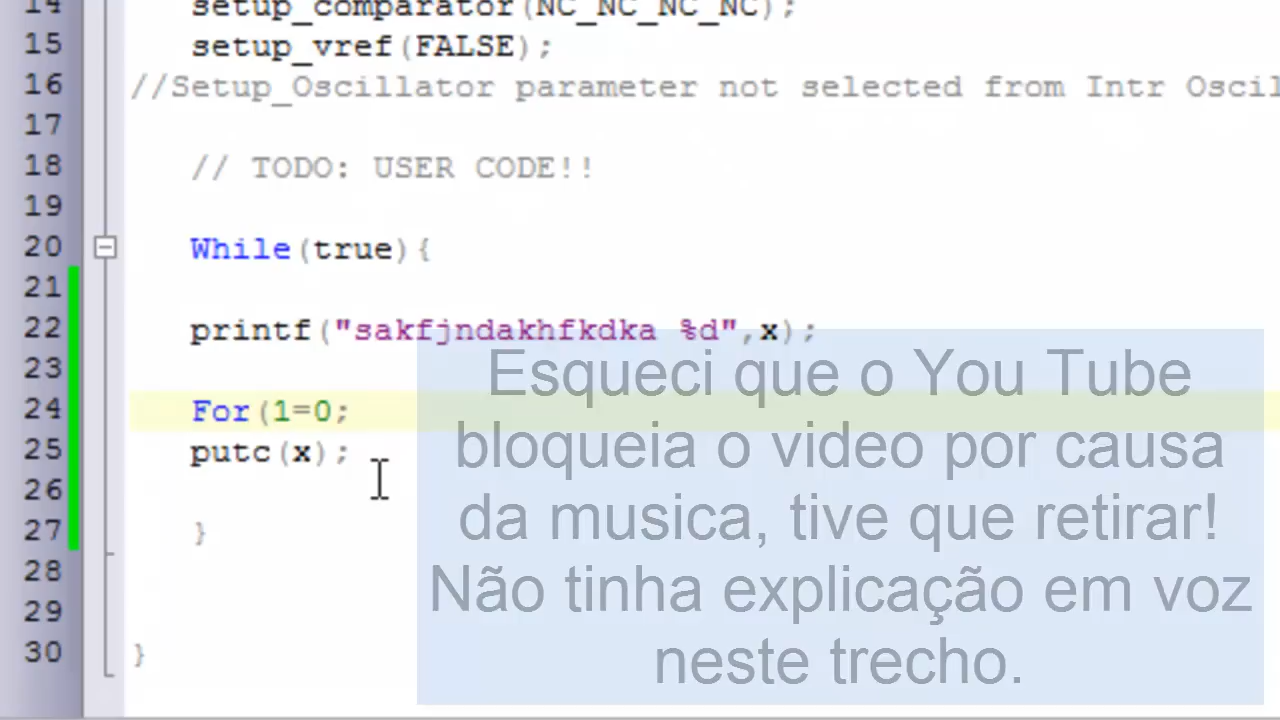 14 setup_comparator(NC_NC_NC_NC);
15 setup_vref(FALSE);
16 //Setup_Oscillator parameter not selected from Intr Oscil
17
18 // TODO: USER CODE!!
19
20 While(true){
21
22 printf("sakfjndakhfkdka %d",x);
23
24 For(1=0;
25 putc(x);
26
27 }
28
29
30 }
Esqueci que o You Tube
bloqueia o video por causa
da musica, tive que retirar!
Não tinha explicação em voz
neste trecho.